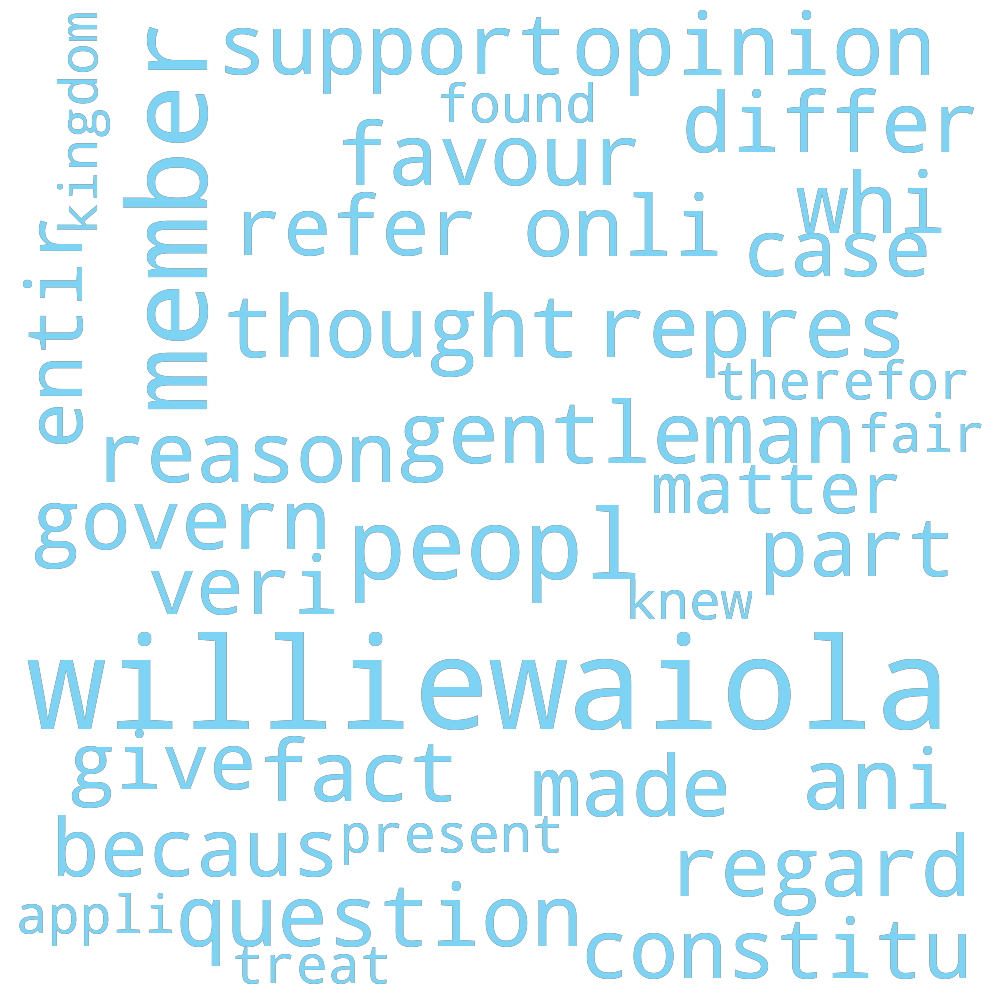 kingdom
member
support opinion
found
differ
favour
whi
refer onli
case
entir
thought repres
therefor
reason gentleman fair
matter
govern peopl part
veri
knew
williewaiola
give fact
made ani
becaus present
regard
appli question
constitu
treat